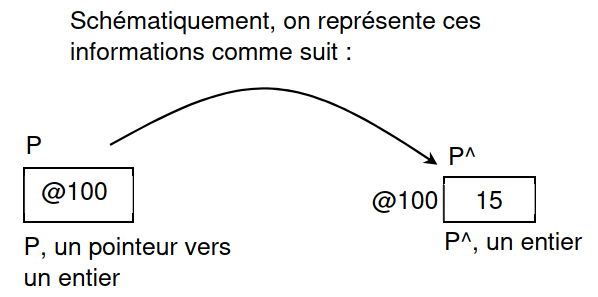 Schématiquement, on représente ces
informations comme suit :
P
@100
P, un pointeur vers
un entier
P^
@100
15
P^, un entier